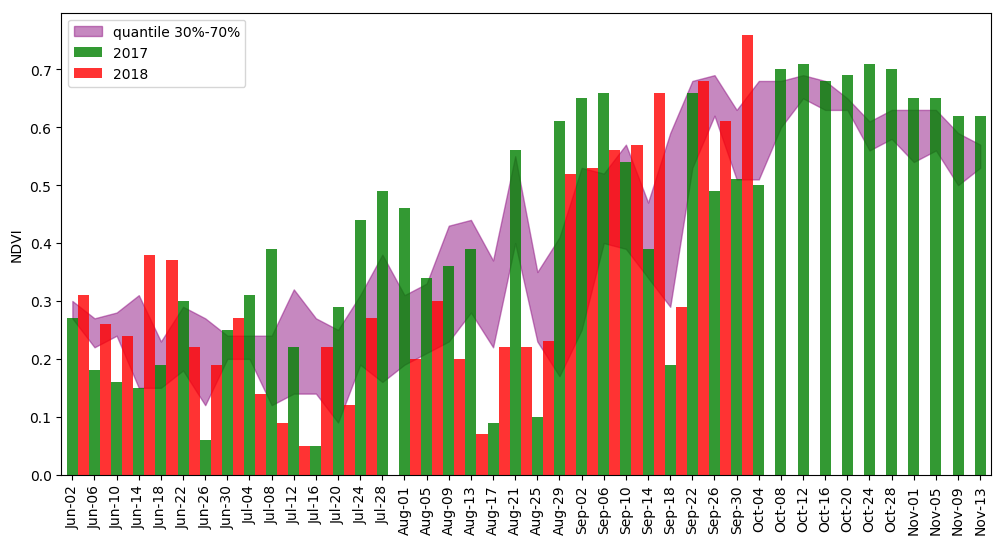 quantile 30%-70%
2017
2018
NDVI
0.7
0.6
0.5
0.4
0.3
0.2
0.1
0.0
Jun-02
Jun-06
Jun-10
Jun-14
Jun-18
Jun-22
Jun-26
Jun-30
Jul-04
Jul-08
Jul-12
Jul-16
Jul-20
Jul-24
Jul-28
Aug-01
Aug-05
Aug-09
Aug-13
Aug-17
Aug-21
Aug-25
Aug-29
Sep-02
Sep-06
Sep-10
Sep-14
Sep-18
Sep-22
Sep-26
Sep-30
Oct-04
Oct-08
Oct-12
Oct-16
Oct-20
Oct-24
Oct-28
Nov-01
Nov-05
Nov-09
Nov-13